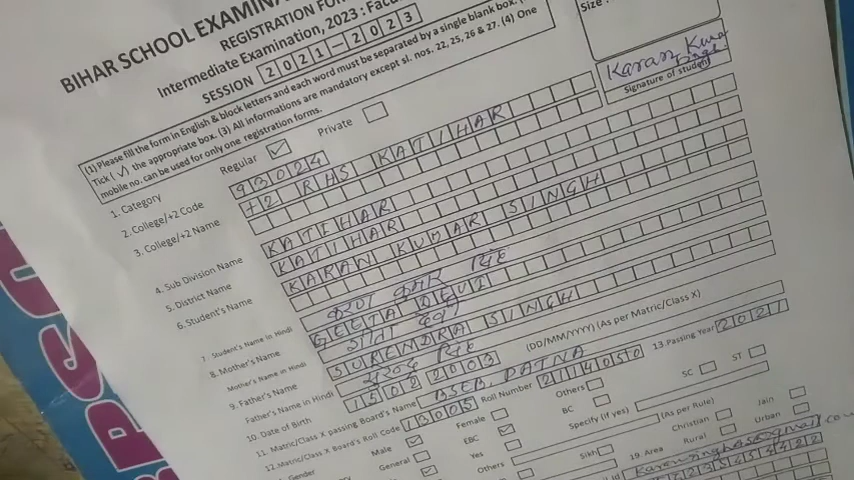 BIHAR SCHOOL EXAMINA
REGISTRATION FOR
Intermediate Examination, 2023 : Facu
SESSION 2021-2023
Size :
Karan Kuma
Singh
Signature of student
(1) Please fill the form in English & block letters and each word must be separated by a single blank box. (
Tick (√) the appropriate box. (3) All informations are mandatory except sl. nos. 22, 25, 26 & 27. (4) One
mobile no. can be used for only one registration forms.
1. Category Regular Private
2. College/+2 Code 93024
3. College/+2 Name +2 RHS KATIHAR
4. Sub Division Name KATIHAR
5. District Name KATIHAR
6. Student's Name KARAN KUMAR SINGH
7. Student's Name in Hindi करण कुमार सिंह
8. Mother's Name GEETA DEVI
Mother's Name in Hindi गीता देवी
9. Father's Name SURENDRA SINGH
Father's Name in Hindi सुरेन्द्र सिंह
10. Date of Birth 15022003 (DD/MM/YYYY) (As per Matric/Class X)
11. Matric/Class X passing Board's Name BSEB, PATNA
12. Matric/Class X Board's Roll Code 13005 Roll Number 2114050 13. Passing Year 2021
Gender Male Female Others
General EBC BC SC ST
Yes Specify (if yes) (As per Rule)
Others Sikh Christian Jain
19. Area Rural Urban